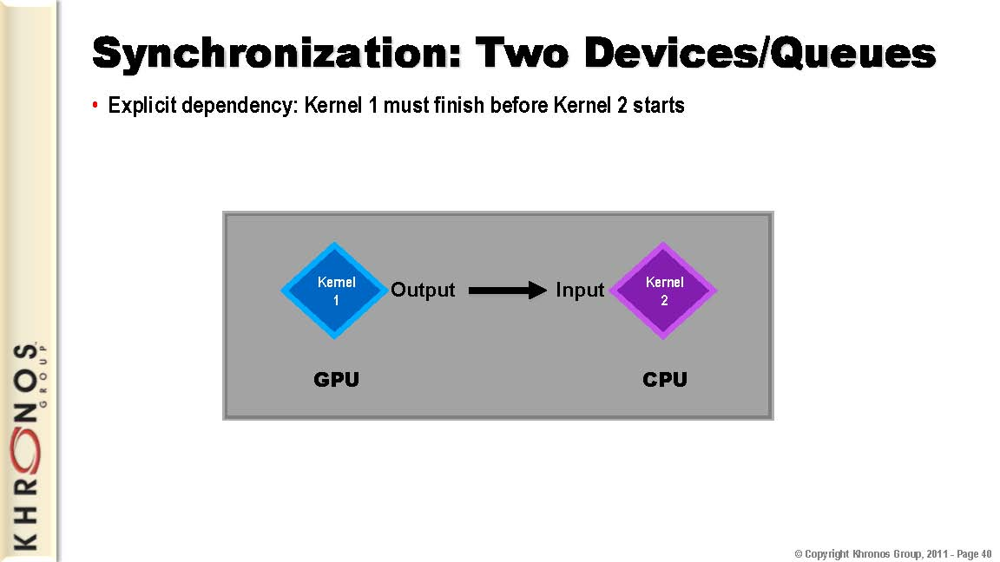 Synchronization: Two Devices/Queues
• Explicit dependency: Kernel 1 must finish before Kernel 2 starts
Kernel
1
Output
Input
Kernel
2
GPU
CPU
KHRONOS
GROUP
© Copyright Khronos Group, 2011 - Page 40